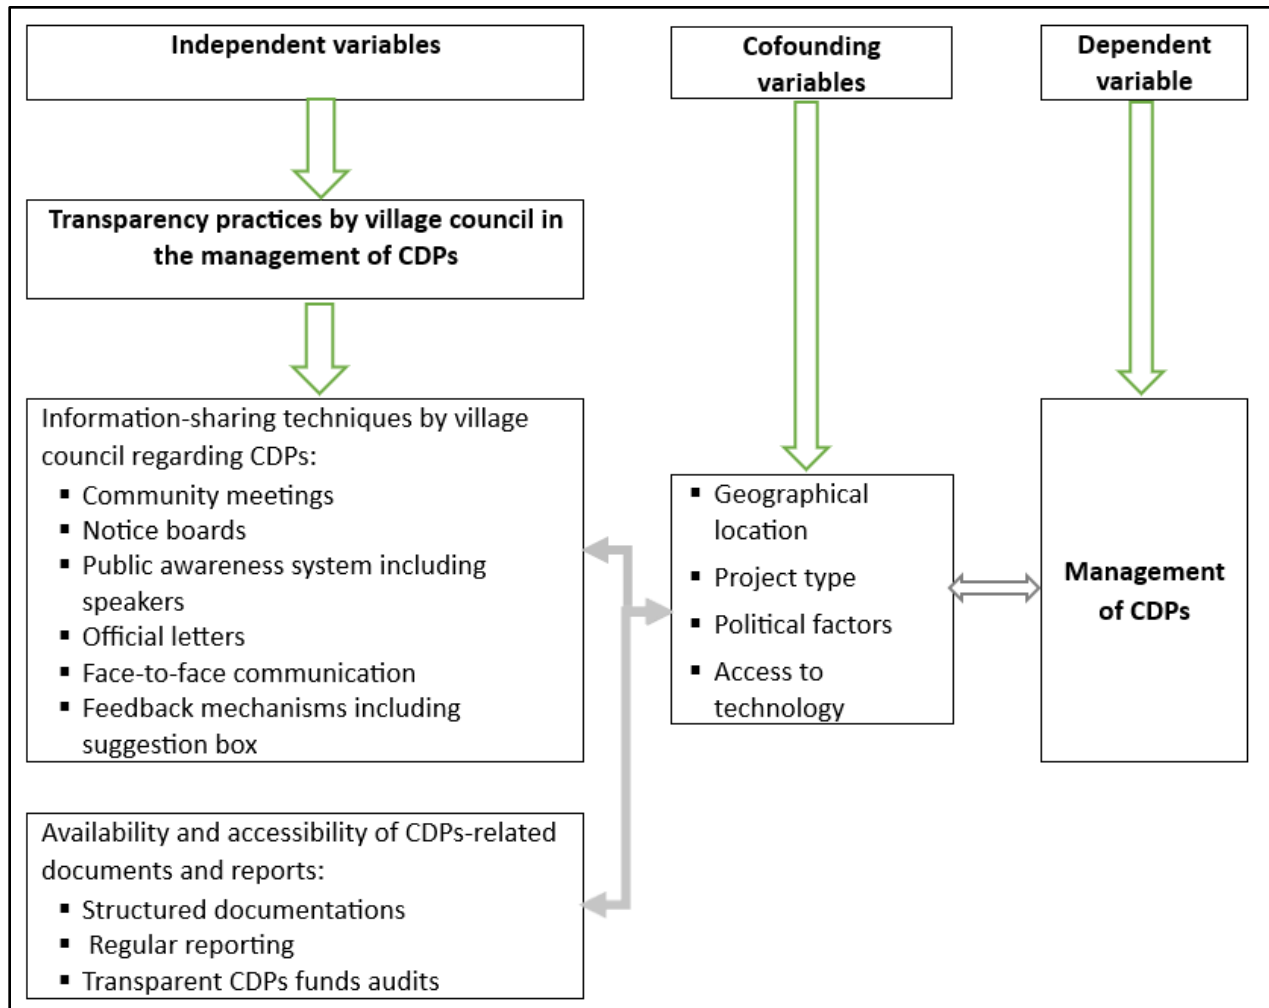 Independent variables
Cofounding
variables
Dependent
variable
Transparency practices by village council in
the management of CDPs
Information-sharing techniques by village
council regarding CDPs:
▪ Community meetings
▪ Notice boards
▪ Public awareness system including
speakers
▪ Official letters
▪ Face-to-face communication
▪ Feedback mechanisms including
suggestion box
▪ Geographical
location
▪ Project type
▪ Political factors
▪ Access to
technology
Management
of CDPs
Availability and accessibility of CDPs-related
documents and reports:
▪ Structured documentations
▪ Regular reporting
▪ Transparent CDPs funds audits